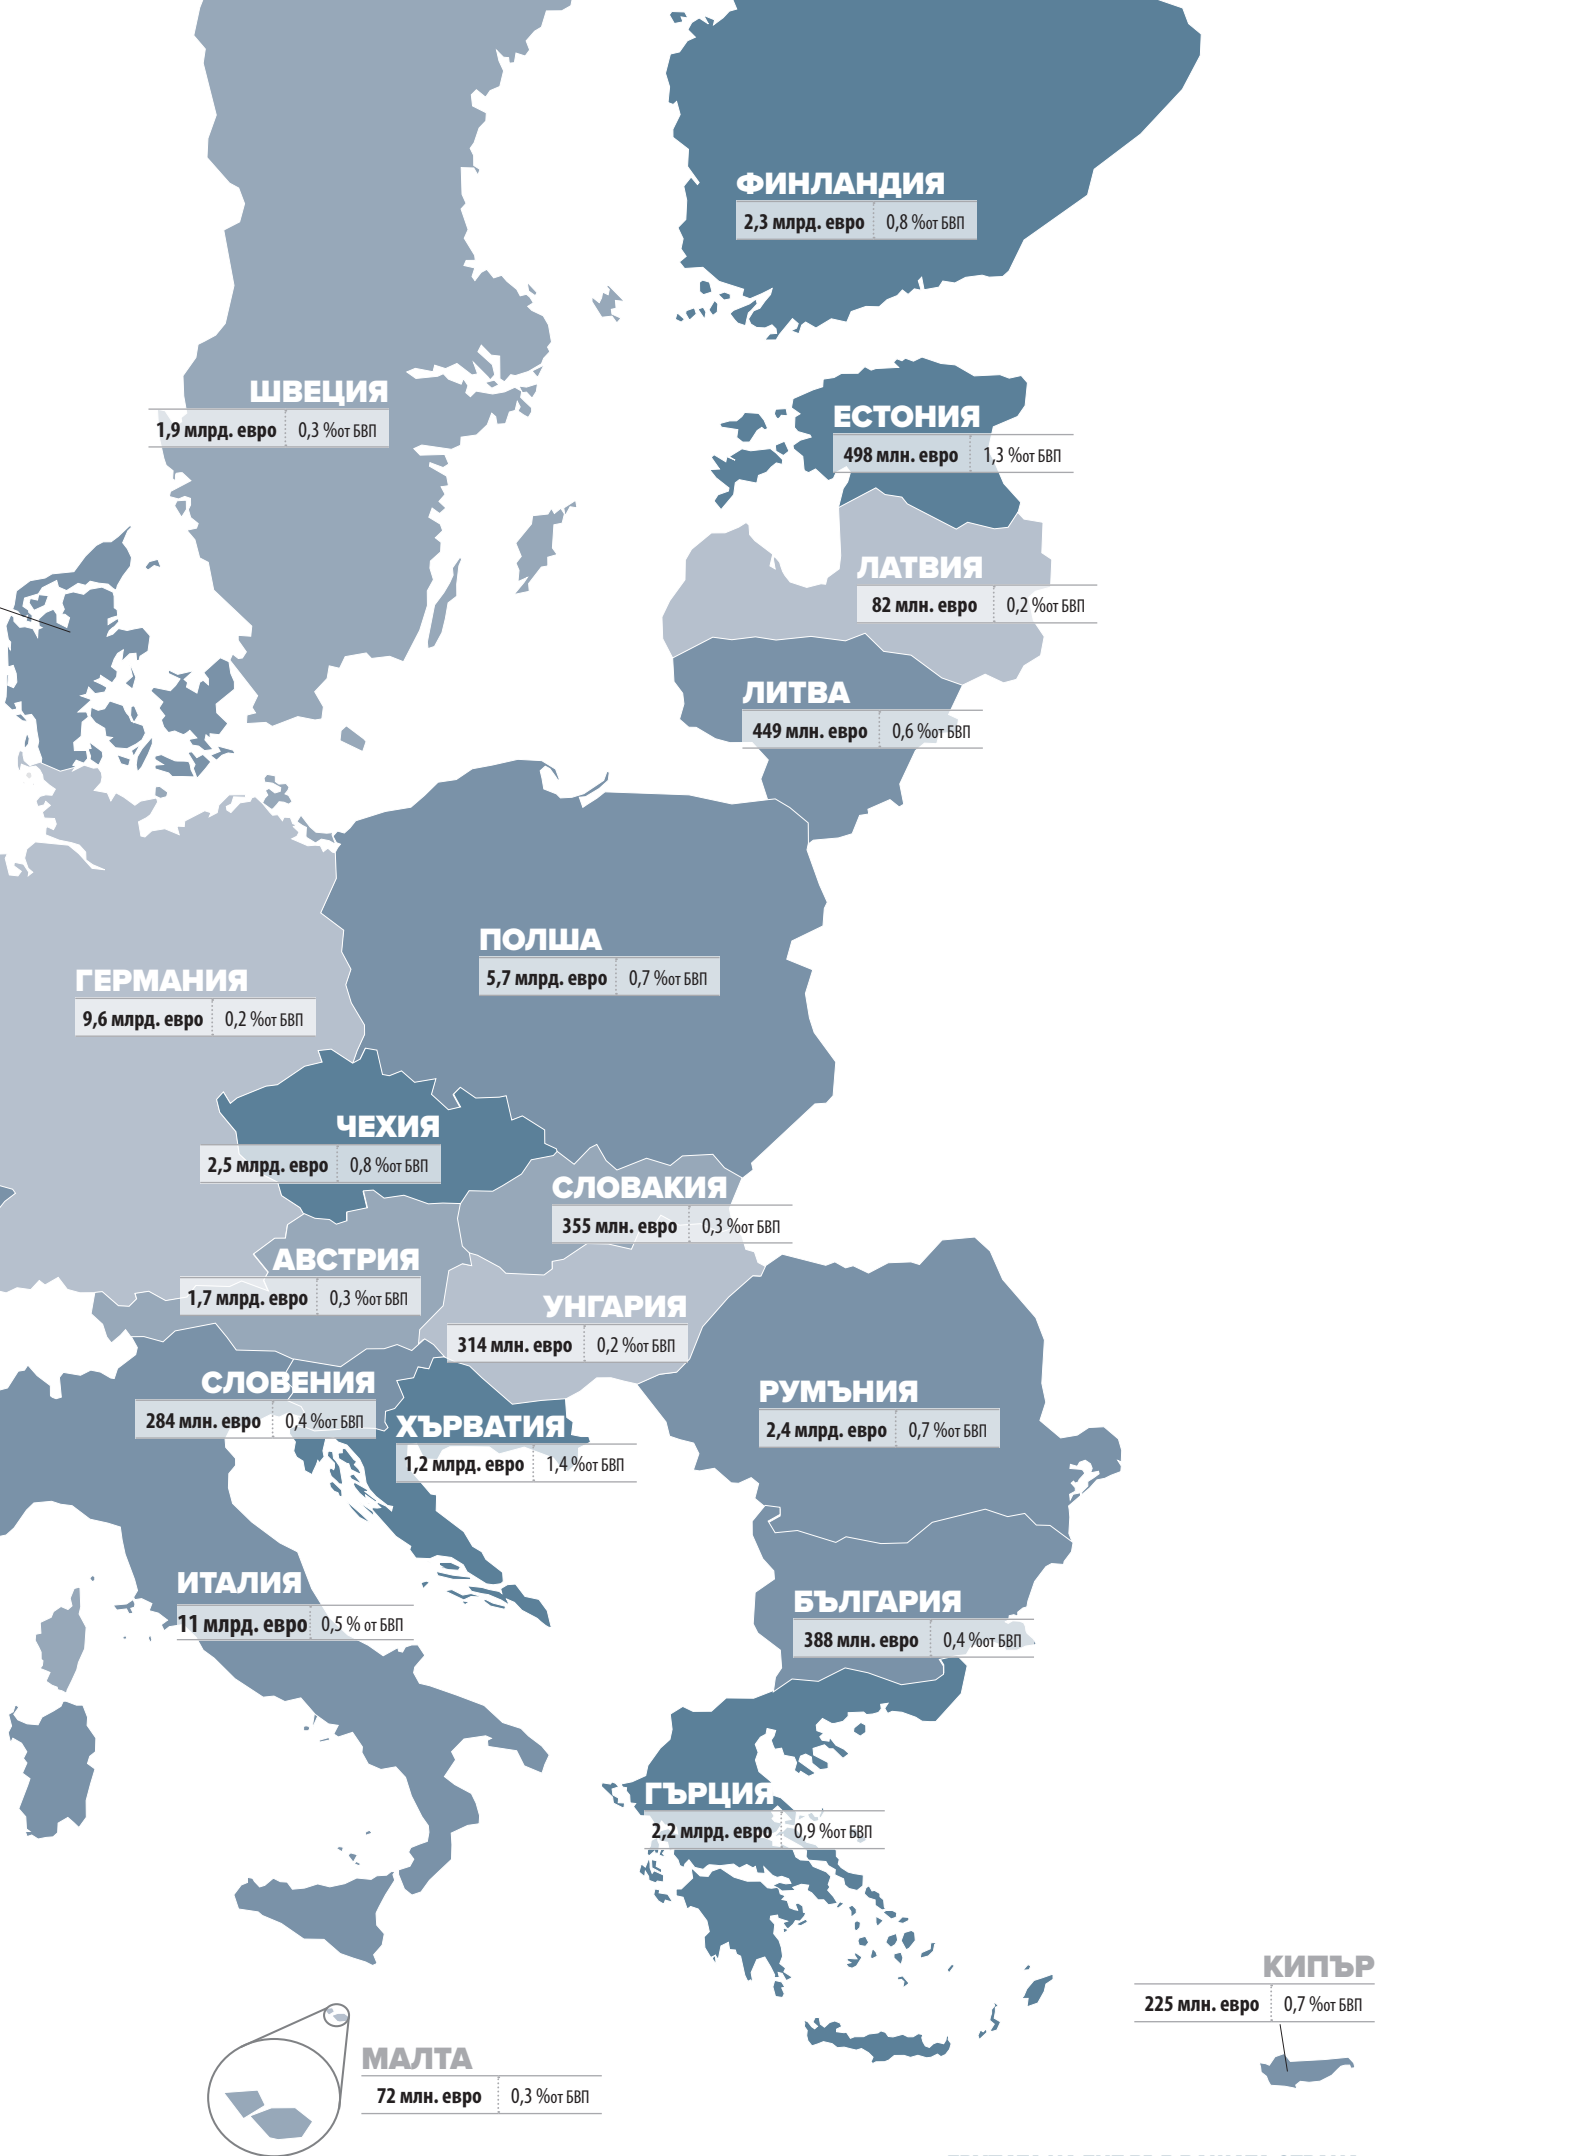 ФИНЛАНДИЯ
2,3 млрд. евро 0,8 %от БВП
ШВЕЦИЯ
1,9 млрд. евро 0,3 %от БВП
ЕСТОНИЯ
498 млн. евро 1,3 %от БВП
ЛАТВИЯ
82 млн. евро 0,2 %от БВП
ЛИТВА
449 млн. евро 0,6 %от БВП
ПОЛША
5,7 млрд. евро 0,7 %от БВП
ГЕРМАНИЯ
9,6 млрд. евро 0,2 %от БВП
ЧЕХИЯ
2,5 млрд. евро 0,8 %от БВП
СЛОВАКИЯ
355 млн. евро 0,3 %от БВП
АВСТРИЯ
1,7 млрд. евро 0,3 %от БВП
УНГАРИЯ
314 млн. евро 0,2 %от БВП
СЛОВЕНИЯ
284 млн. евро 0,4 %от БВП
РУМЪНИЯ
2,4 млрд. евро 0,7 %от БВП
ХЪРВАТИЯ
1,2 млрд. евро 1,4 %от БВП
ИТАЛИЯ
11 млрд. евро 0,5 % от БВП
БЪЛГАРИЯ
388 млн. евро 0,4 %от БВП
ГЪРЦИЯ
2,2 млрд. евро 0,9 %от БВП
КИПЪР
225 млн. евро 0,7 %от БВП
МАЛТА
72 млн. евро 0,3 %от БВП